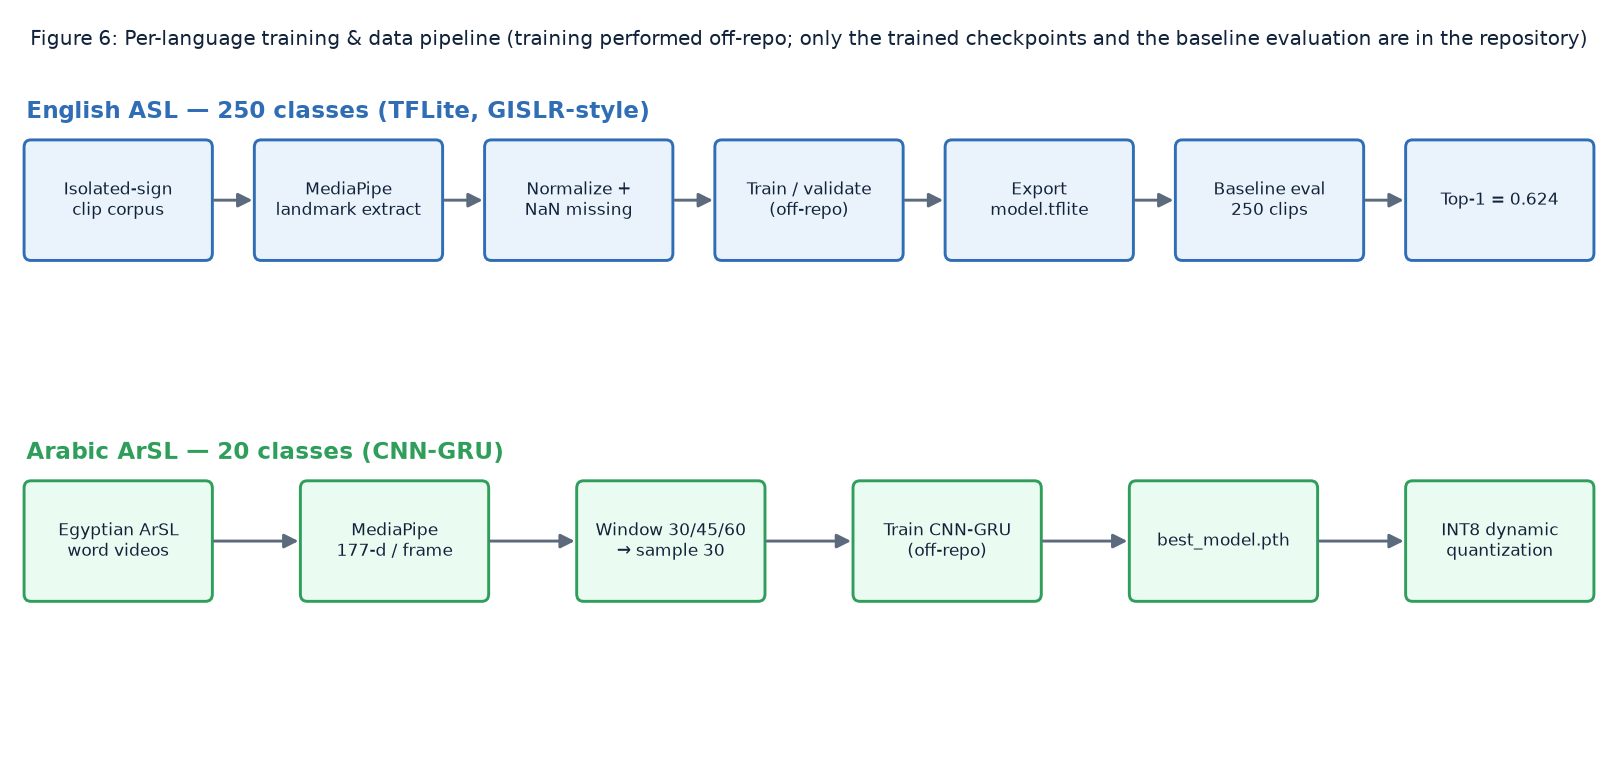 Figure 6: Per-language training & data pipeline (training performed off-repo; only the trained checkpoints and the baseline evaluation are in the repository)
English ASL — 250 classes (TFLite, GISLR-style)
Isolated-sign
clip corpus
MediaPipe
landmark extract
Normalize +
NaN missing
Train / validate
(off-repo)
Export
model.tflite
Baseline eval
250 clips
Top-1 = 0.624
Arabic ArSL — 20 classes (CNN-GRU)
Egyptian ArSL
word videos
MediaPipe
177-d / frame
Window 30/45/60
→ sample 30
Train CNN-GRU
(off-repo)
best_model.pth
INT8 dynamic
quantization